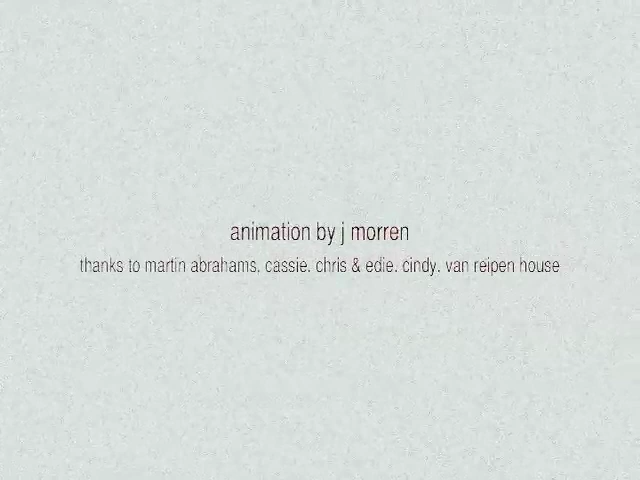 animation by j morren
thanks to martin abrahams. cassie. chris & edie. cindy. van reipen house